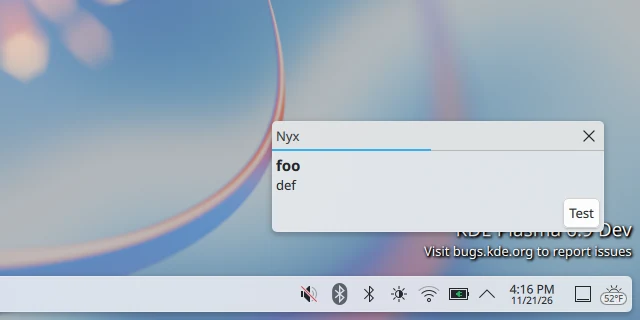 Nyx
foo
def
Test
KDE Plasma 6.5 Dev
Visit bugs.kde.org to report issues
4:16 PM
11/21/26
52°F